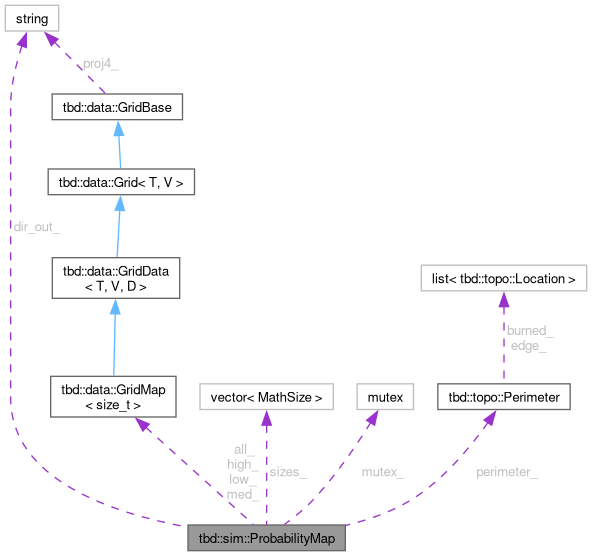 string
proj4_
tbd::data::GridBase
tbd::data::Grid< T, V >
dir_out_
tbd::data::GridData
< T, V, D >
list< tbd::topo::Location >
burned_
edge_
tbd::data::GridMap
< size_t >
vector< MathSize >
mutex
tbd::topo::Perimeter
all_
high_
low_
med_
sizes_
mutex_
perimeter_
tbd::sim::ProbabilityMap